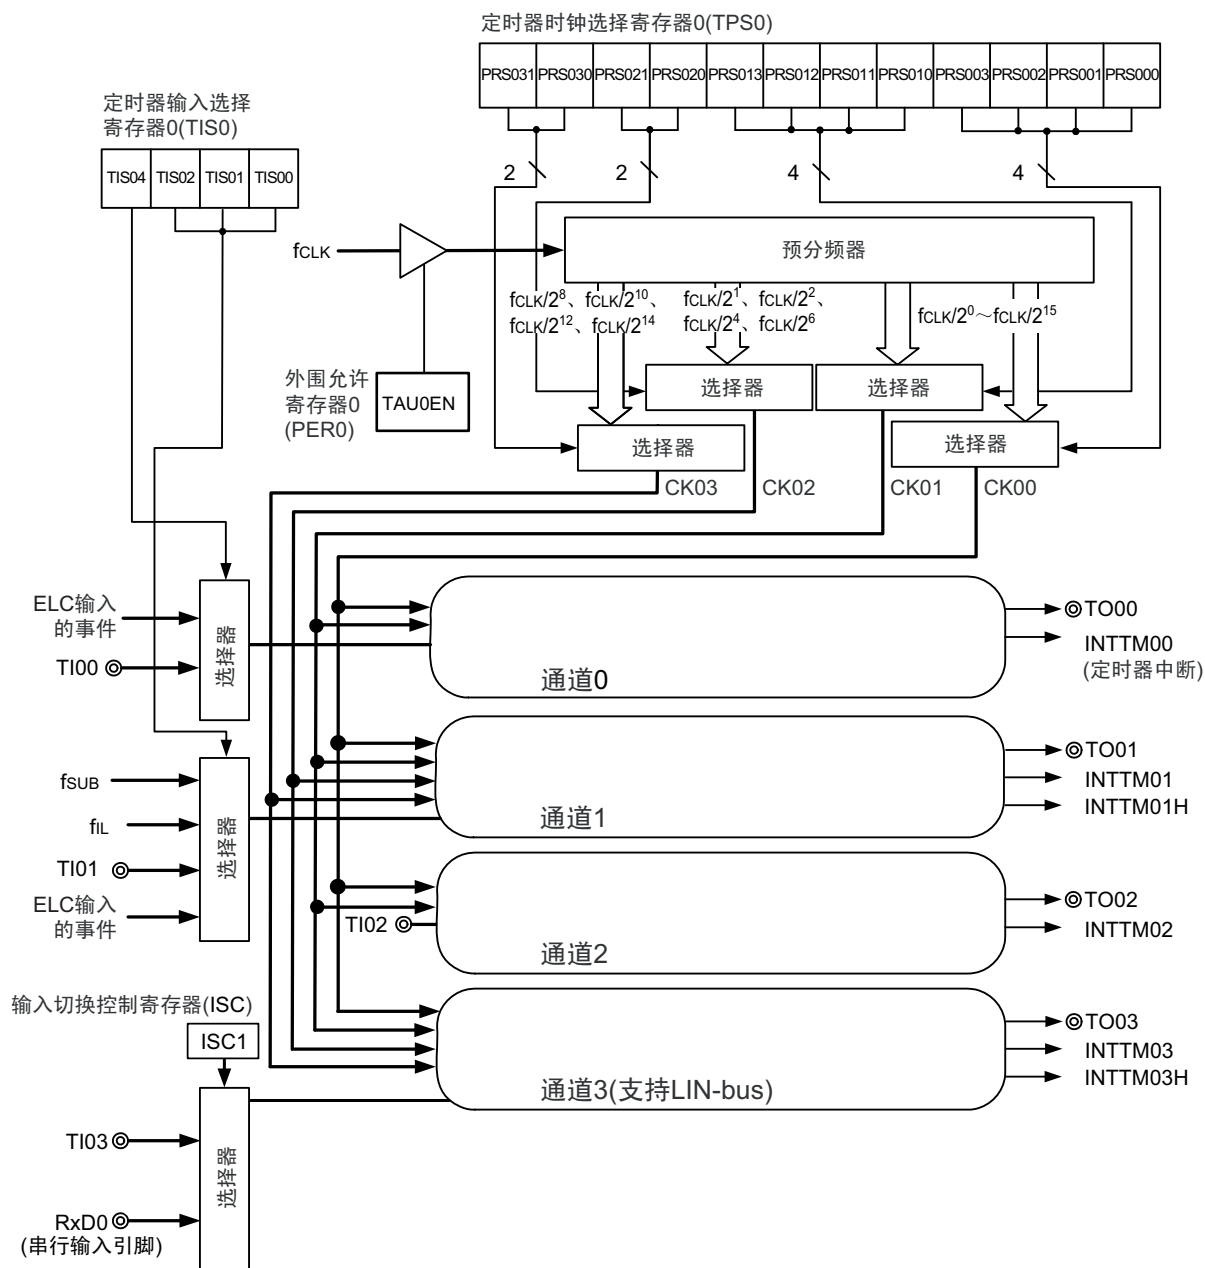 定时器时钟选择寄存器0(TPS0)
PRS031 PRS030 PRS021 PRS020 PRS013 PRS012 PRS011 PRS010 PRS003 PRS002 PRS001 PRS000
定时器输入选择
寄存器0(TIS0)
TIS04 TIS02 TIS01 TIS00
2 2 4 4
fCLK
预分频器
fCLK/2⁸、fCLK/2¹⁰、
fCLK/2¹²、fCLK/2¹⁴
fCLK/2¹、fCLK/2²、
fCLK/2⁴、fCLK/2⁶
fCLK/2⁰～fCLK/2¹⁵
外围允许
寄存器0
(PER0)
TAU0EN
选择器
选择器
选择器
选择器
CK03 CK02 CK01 CK00
ELC输入
的事件
TI00
选择器
通道0
TO00
INTTM00
(定时器中断)
fSUB
fIL
TI01
ELC输入
的事件
选择器
通道1
TO01
INTTM01
INTTM01H
TI02
通道2
TO02
INTTM02
输入切换控制寄存器(ISC)
ISC1
通道3(支持LIN-bus)
TO03
INTTM03
INTTM03H
TI03
RxD0
(串行输入引脚)
选择器